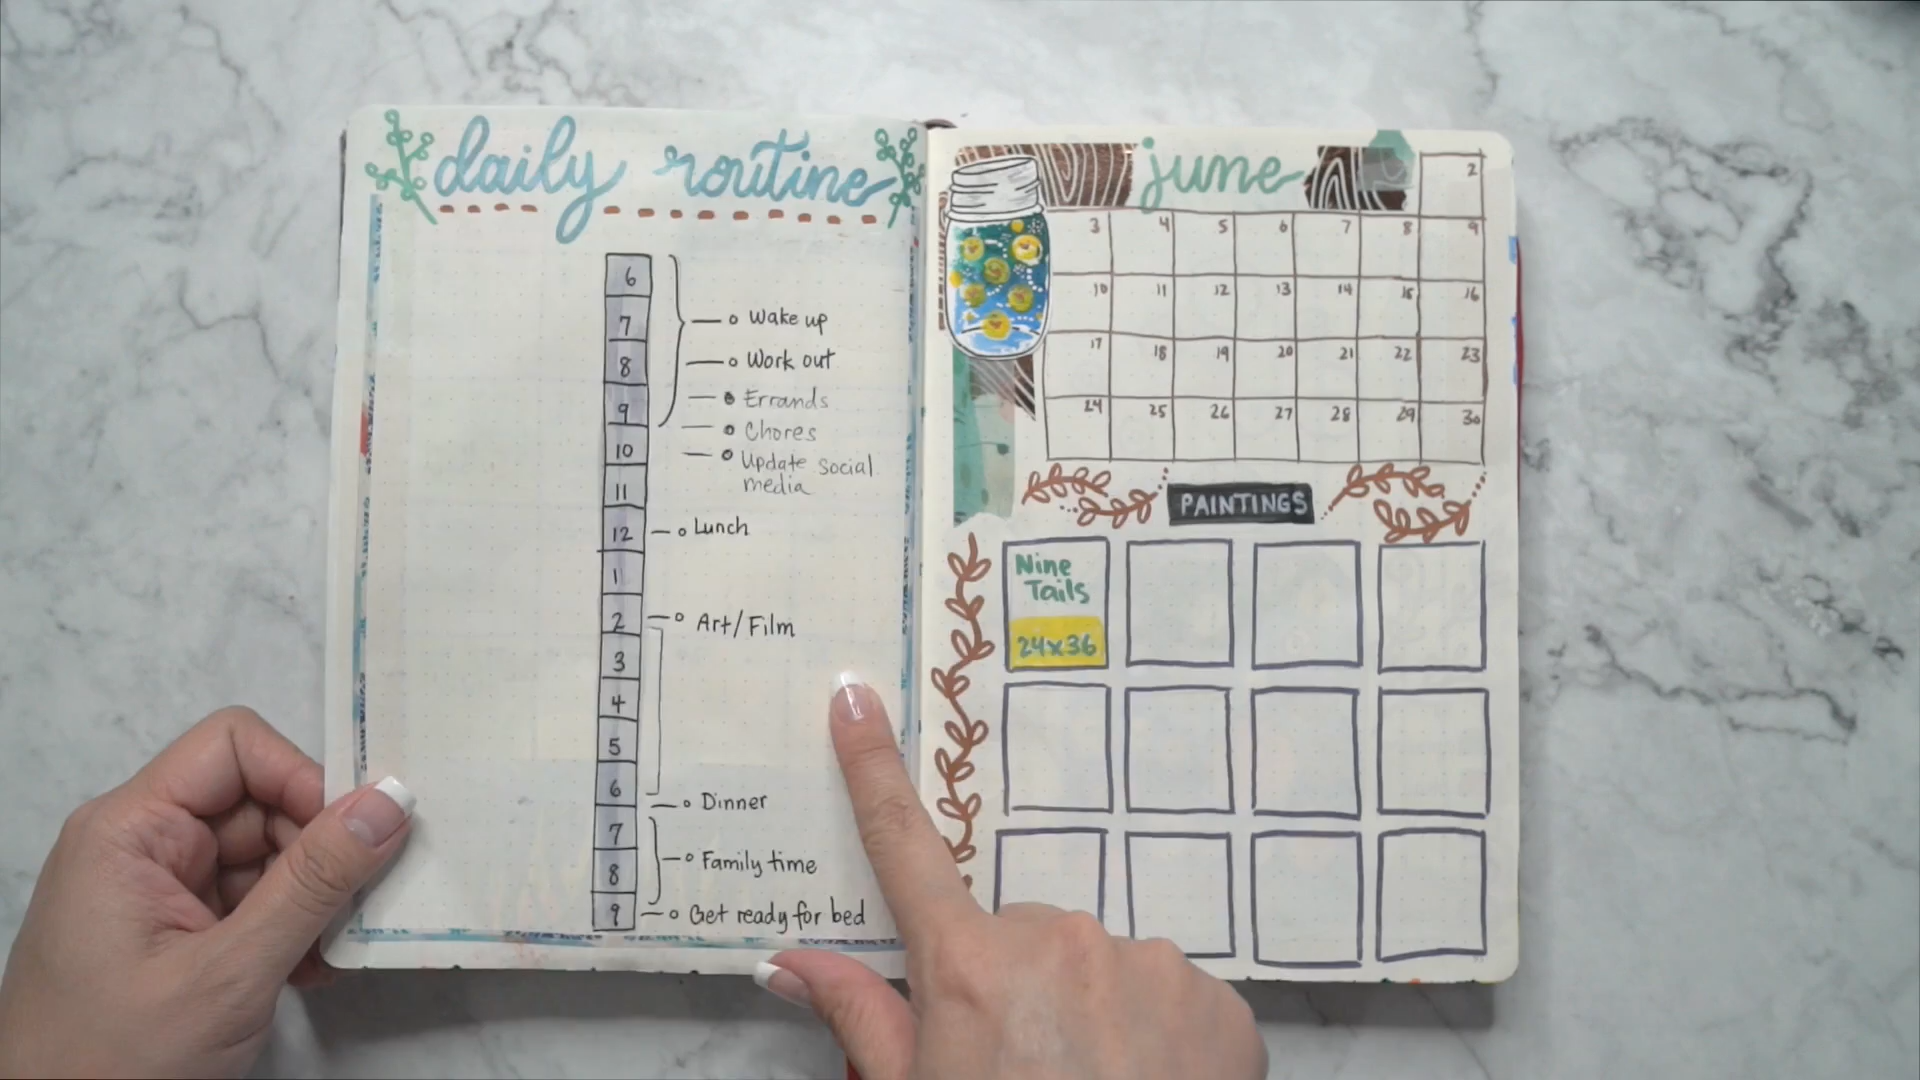 daily routine
6
7
8
9
10
11
12
11
2
3
4
5
6
7
8
9
Wake up
Work out
Errands
Chores
Update social
media
Lunch
Art/Film
Dinner
Family time
Get ready for bed
june
2
3 4 5 6 7 8 9
10 11 12 13 14 15 16
17 18 19 20 21 22 23
24 25 26 27 28 29 30
PAINTINGS
Nine
Tails
24x36